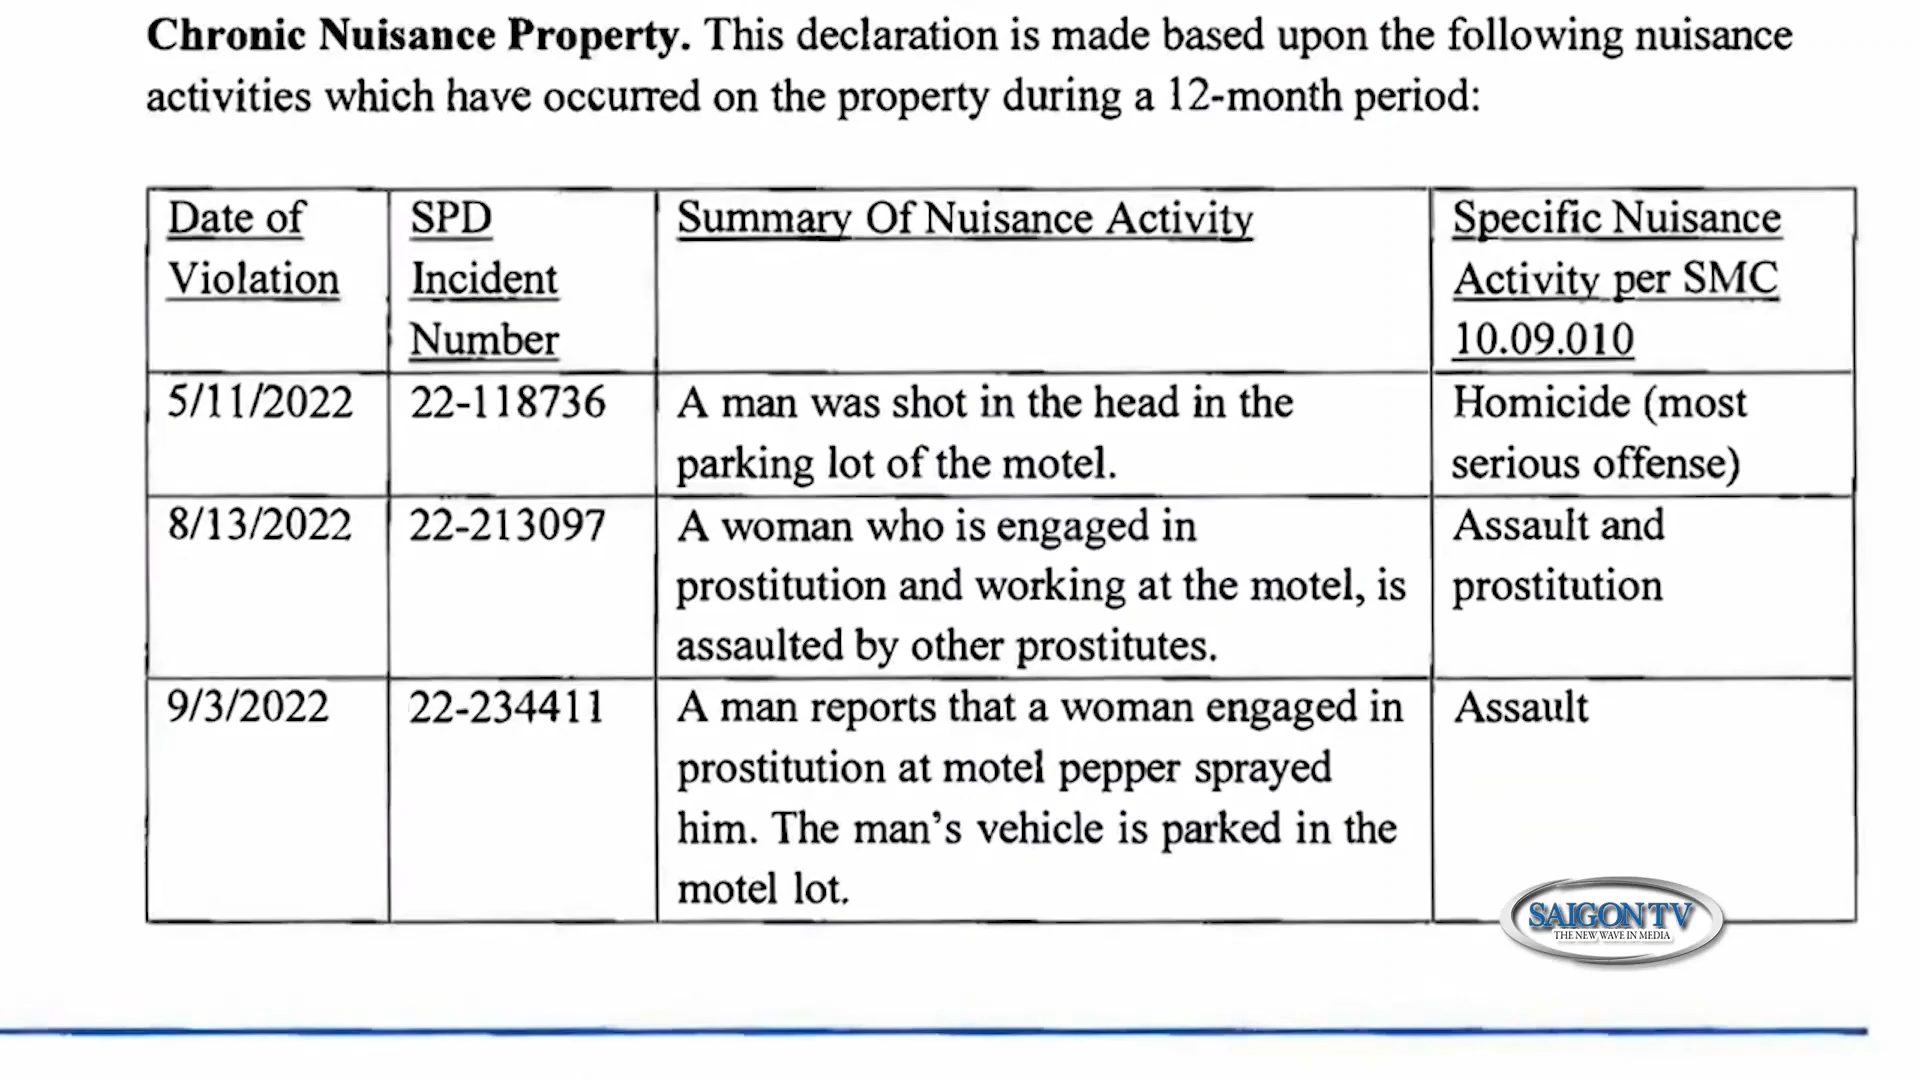 Chronic Nuisance Property. This declaration is made based upon the following nuisance
activities which have occurred on the property during a 12-month period:
Date of
Violation
SPD
Incident
Number
Summary Of Nuisance Activity
Specific Nuisance
Activity per SMC
10.09.010
5/11/2022
22-118736
A man was shot in the head in the
parking lot of the motel.
Homicide (most
serious offense)
8/13/2022
22-213097
A woman who is engaged in
prostitution and working at the motel, is
assaulted by other prostitutes.
Assault and
prostitution
9/3/2022
22-234411
A man reports that a woman engaged in
prostitution at motel pepper sprayed
him. The man’s vehicle is parked in the
motel lot.
Assault
SAIGON TV
THE NEW WAVE IN MEDIA